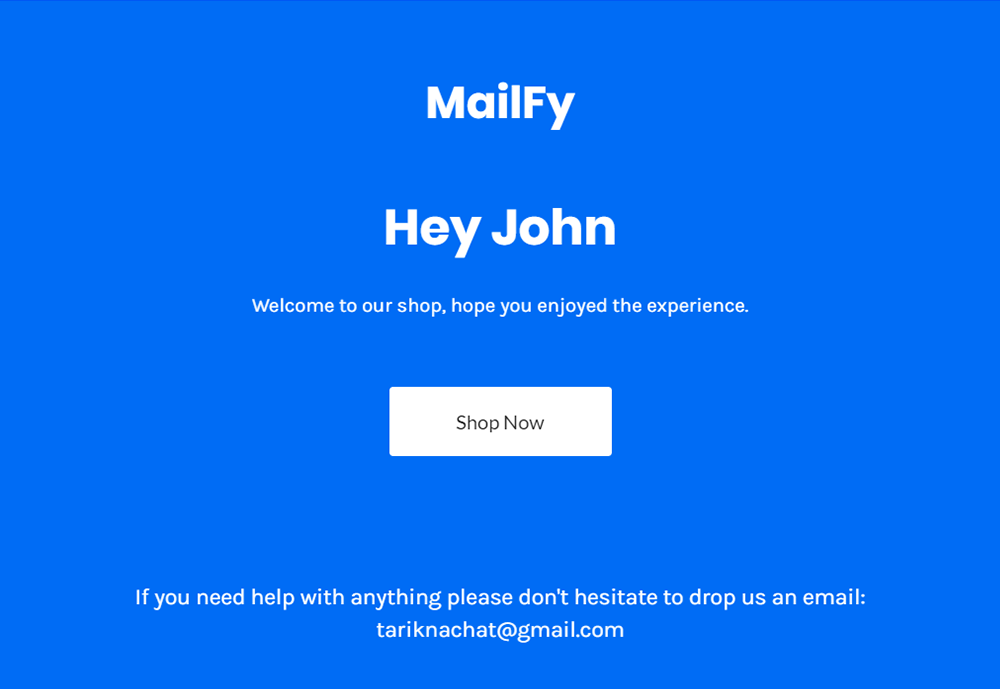 MailFy
Hey John
Welcome to our shop, hope you enjoyed the experience.
Shop Now
If you need help with anything please don't hesitate to drop us an email:
tariknachat@gmail.com